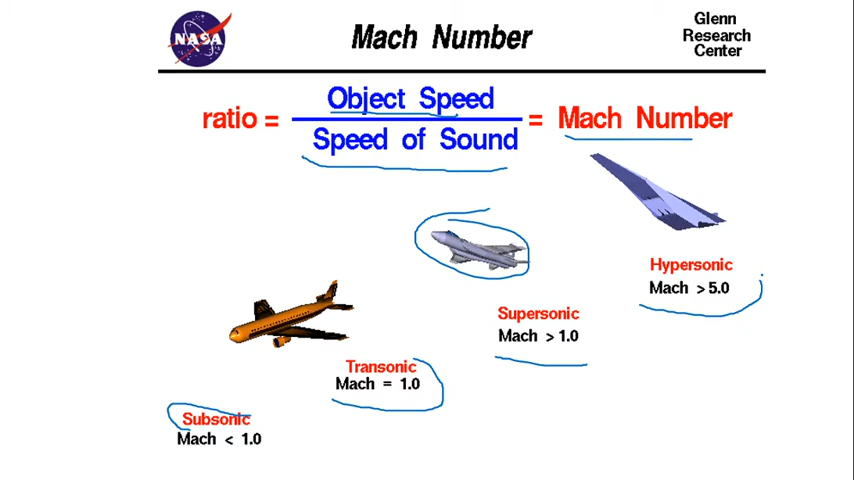 NASA
Mach Number
Glenn
Research
Center
ratio = Object Speed / Speed of Sound = Mach Number
Hypersonic
Mach > 5.0
Supersonic
Mach > 1.0
Transonic
Mach = 1.0
Subsonic
Mach < 1.0